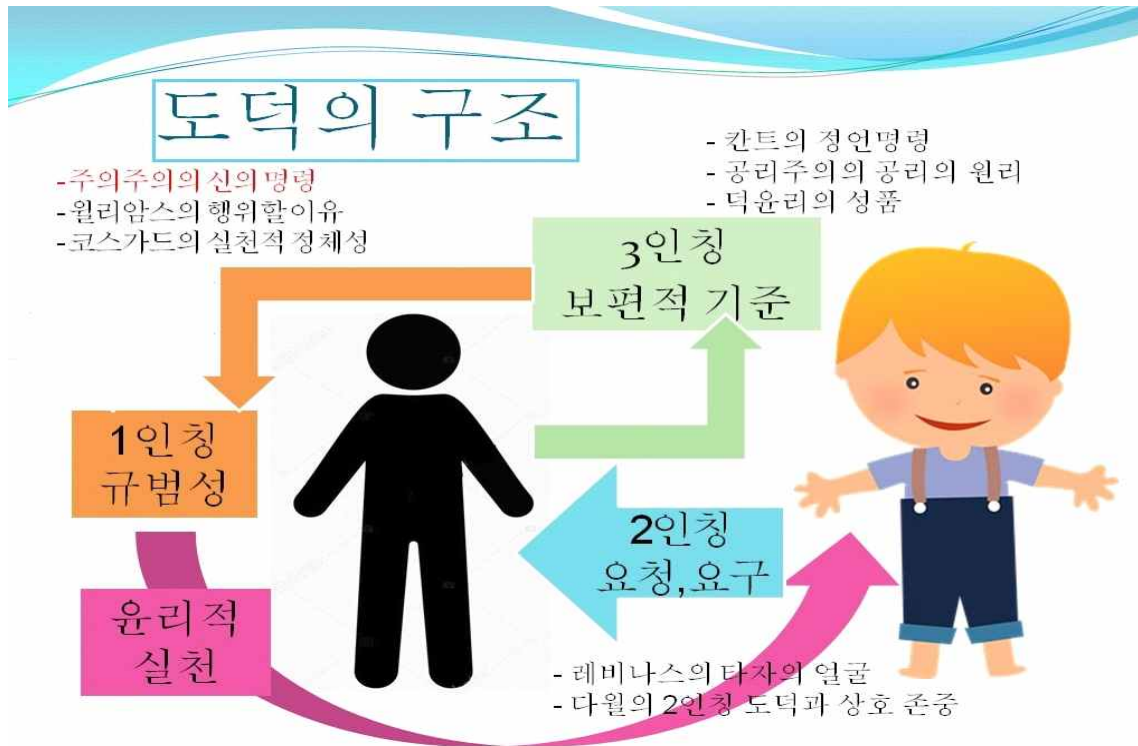 도덕의 구조
-주의주의의 신의 명령
-윌리암스의 행위할이유
-코스가드의 실천적 정체성
- 칸트의 정언명령
- 공리주의의 공리의 원리
- 덕윤리의 성품
3인칭
보편적 기준
1인칭
규범성
2인칭
요청,요구
윤리적
실천
- 레비나스의 타자의 얼굴
- 다월의 2인칭 도덕과 상호 존중